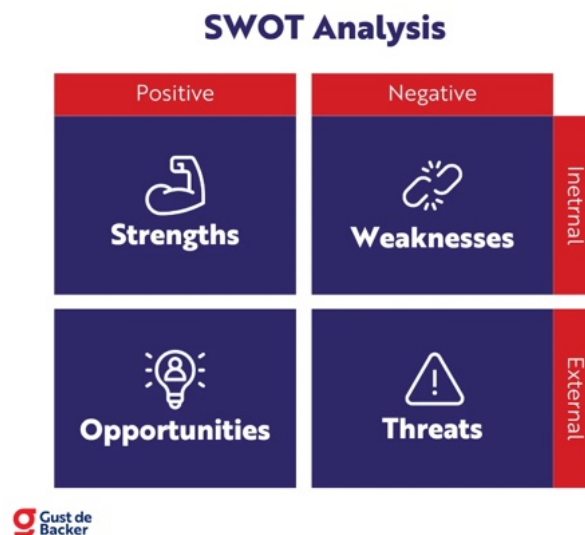 SWOT Analysis
Positive
Negative
Strengths
Weaknesses
Inetrnal
Opportunities
Threats
External
Gust de
Backer